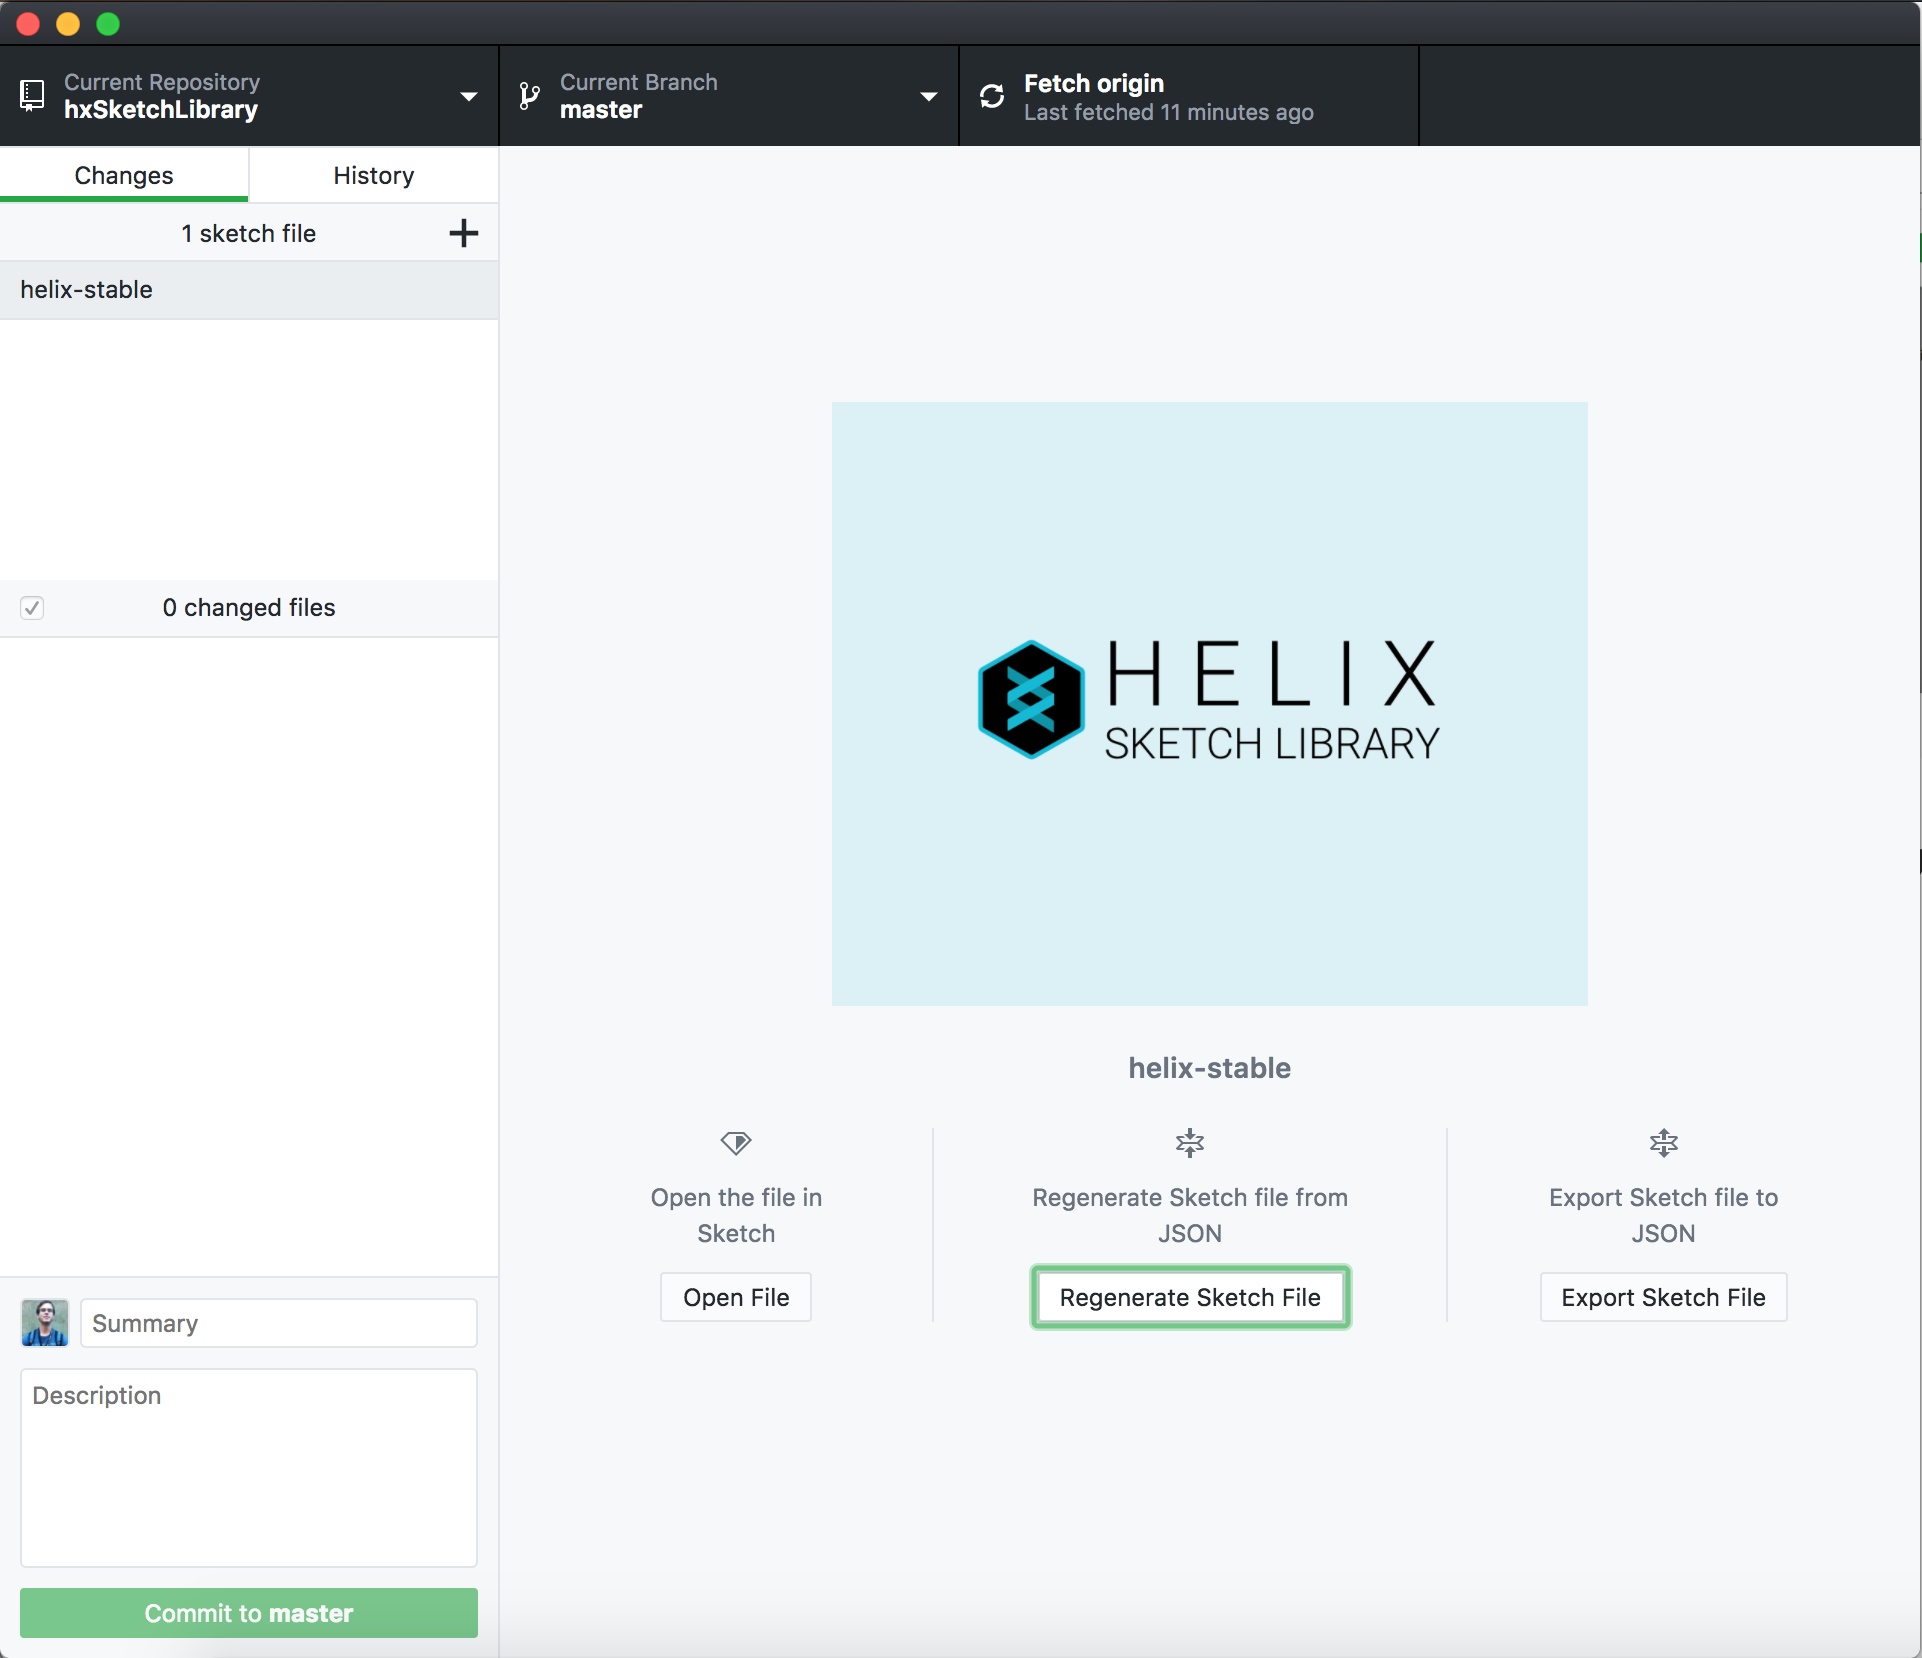 Current Repository
hxSketchLibrary
Current Branch
master
Fetch origin
Last fetched 11 minutes ago
Changes
History
1 sketch file
helix-stable
0 changed files
HELIX
SKETCH LIBRARY
helix-stable
Open the file in
Sketch
Open File
Regenerate Sketch file from
JSON
Regenerate Sketch File
Export Sketch file to
JSON
Export Sketch File
Summary
Description
Commit to master